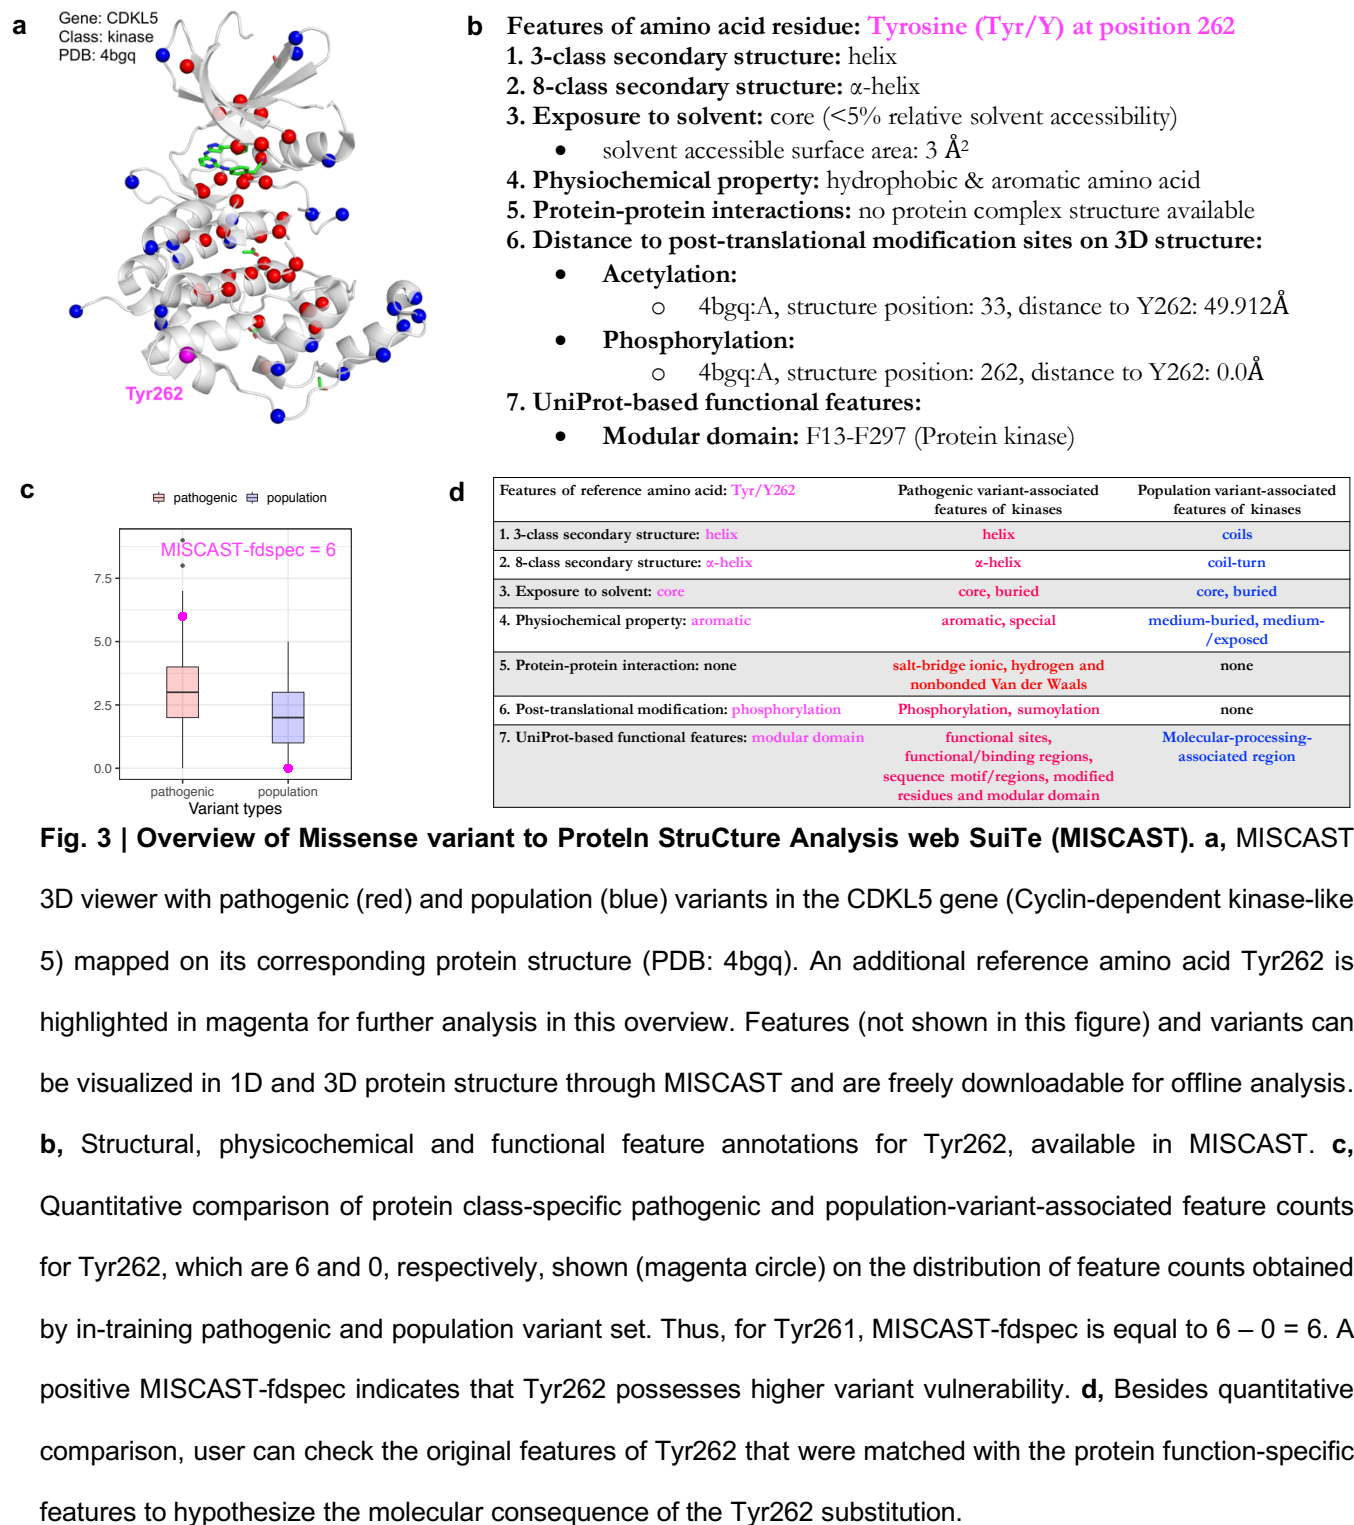 a
Gene: CDKL5
Class: kinase
PDB: 4bgq
Tyr262
b Features of amino acid residue: Tyrosine (Tyr/Y) at position 262
1. 3-class secondary structure: helix
2. 8-class secondary structure: α-helix
3. Exposure to solvent: core (<5% relative solvent accessibility)
• solvent accessible surface area: 3 Å²
4. Physiochemical property: hydrophobic & aromatic amino acid
5. Protein-protein interactions: no protein complex structure available
6. Distance to post-translational modification sites on 3D structure:
• Acetylation:
o 4bgq:A, structure position: 33, distance to Y262: 49.912Å
• Phosphorylation:
o 4bgq:A, structure position: 262, distance to Y262: 0.0Å
7. UniProt-based functional features:
• Modular domain: F13-F297 (Protein kinase)
c
pathogenic population
MISCAST-fdspec = 6
7.5
5.0
2.5
0.0
pathogenic population
Variant types
d
Features of reference amino acid: Tyr/Y262 Pathogenic variant-associated Population variant-associated
features of kinases features of kinases
1. 3-class secondary structure: helix helix coils
2. 8-class secondary structure: α-helix α-helix coil-turn
3. Exposure to solvent: core core, buried core, buried
4. Physiochemical property: aromatic aromatic, special medium-buried, medium-
/exposed
5. Protein-protein interaction: none salt-bridge ionic, hydrogen and none
nonbonded Van der Waals
6. Post-translational modification: phosphorylation Phosphorylation, sumoylation none
7. UniProt-based functional features: modular domain functional sites, Molecular-processing-
functional/binding regions, associated region
sequence motif/regions, modified
residues and modular domain
Fig. 3 | Overview of Missense variant to ProteIn StruCture Analysis web SuiTe (MISCAST). a, MISCAST
3D viewer with pathogenic (red) and population (blue) variants in the CDKL5 gene (Cyclin-dependent kinase-like
5) mapped on its corresponding protein structure (PDB: 4bgq). An additional reference amino acid Tyr262 is
highlighted in magenta for further analysis in this overview. Features (not shown in this figure) and variants can
be visualized in 1D and 3D protein structure through MISCAST and are freely downloadable for offline analysis.
b, Structural, physicochemical and functional feature annotations for Tyr262, available in MISCAST. c,
Quantitative comparison of protein class-specific pathogenic and population-variant-associated feature counts
for Tyr262, which are 6 and 0, respectively, shown (magenta circle) on the distribution of feature counts obtained
by in-training pathogenic and population variant set. Thus, for Tyr261, MISCAST-fdspec is equal to 6 – 0 = 6. A
positive MISCAST-fdspec indicates that Tyr262 possesses higher variant vulnerability. d, Besides quantitative
comparison, user can check the original features of Tyr262 that were matched with the protein function-specific
features to hypothesize the molecular consequence of the Tyr262 substitution.